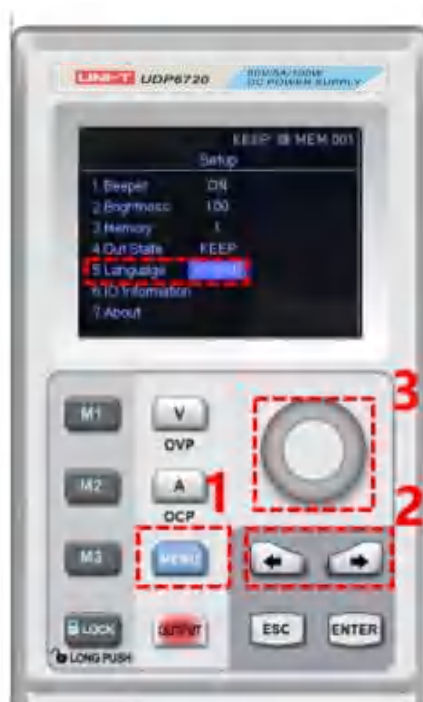 UNI-T UDP6720 60V/5A/100W
DC POWER SUPPLY
KEEP MEM 001
Setup
1.Beeper ON
2.Brightness 100
3.Memory 1
4.Out State KEEP
5.Language
6.IO Information
7.About
3
M1 V
OVP
M2 A 1 2
OCP
M3 MENU
LOCK OUTPUT ESC ENTER
LONG PUSH